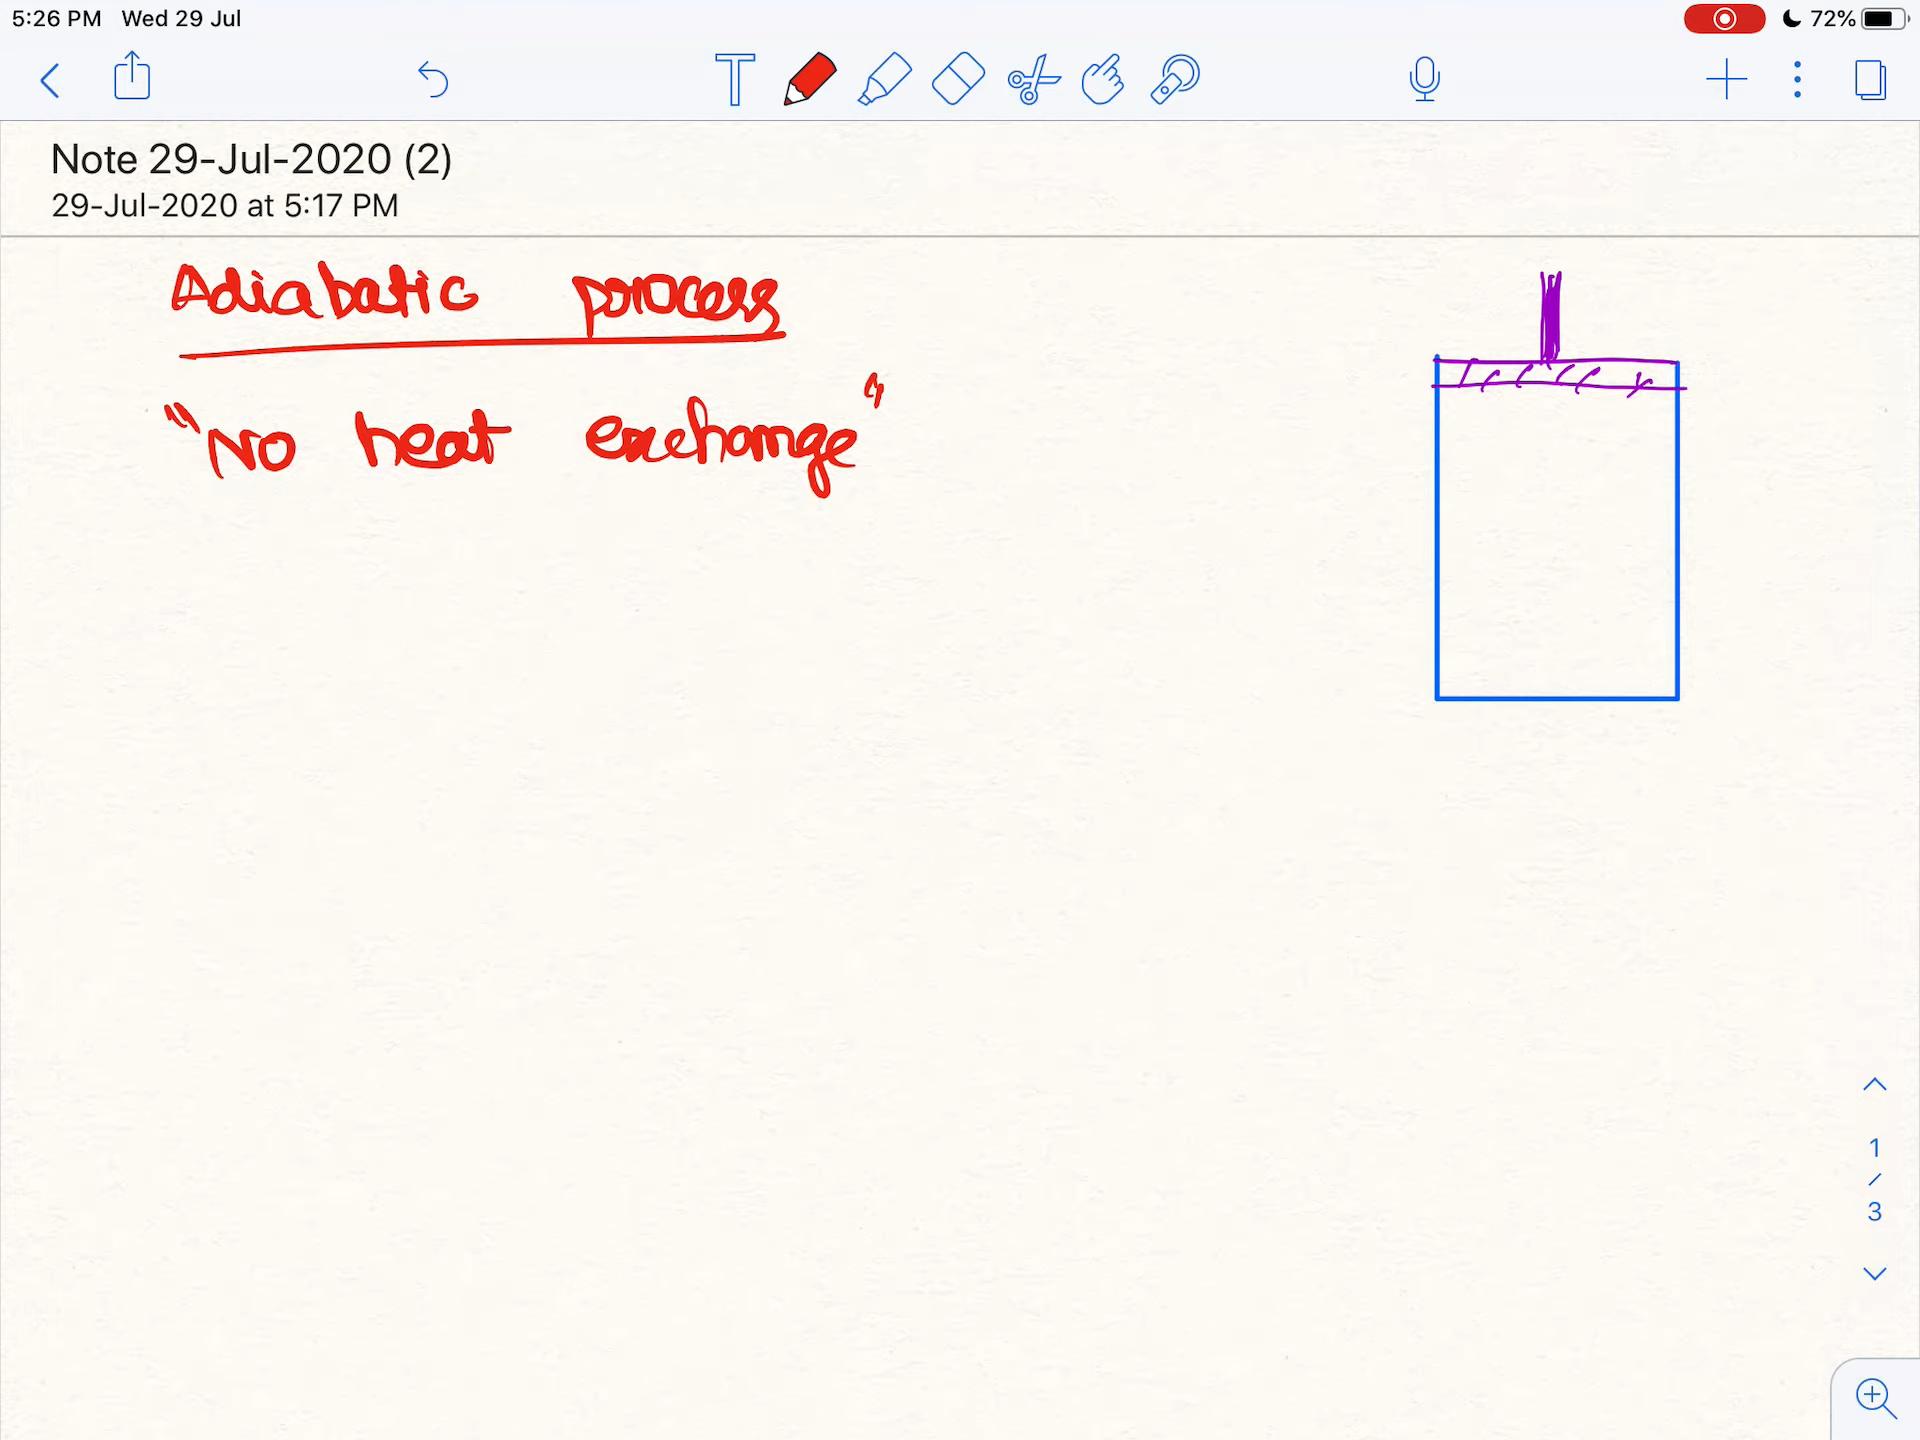 5:26 PM Wed 29 Jul
72%
Note 29-Jul-2020 (2)
29-Jul-2020 at 5:17 PM
Adiabatic process
"No heat exchange"
1
/
3